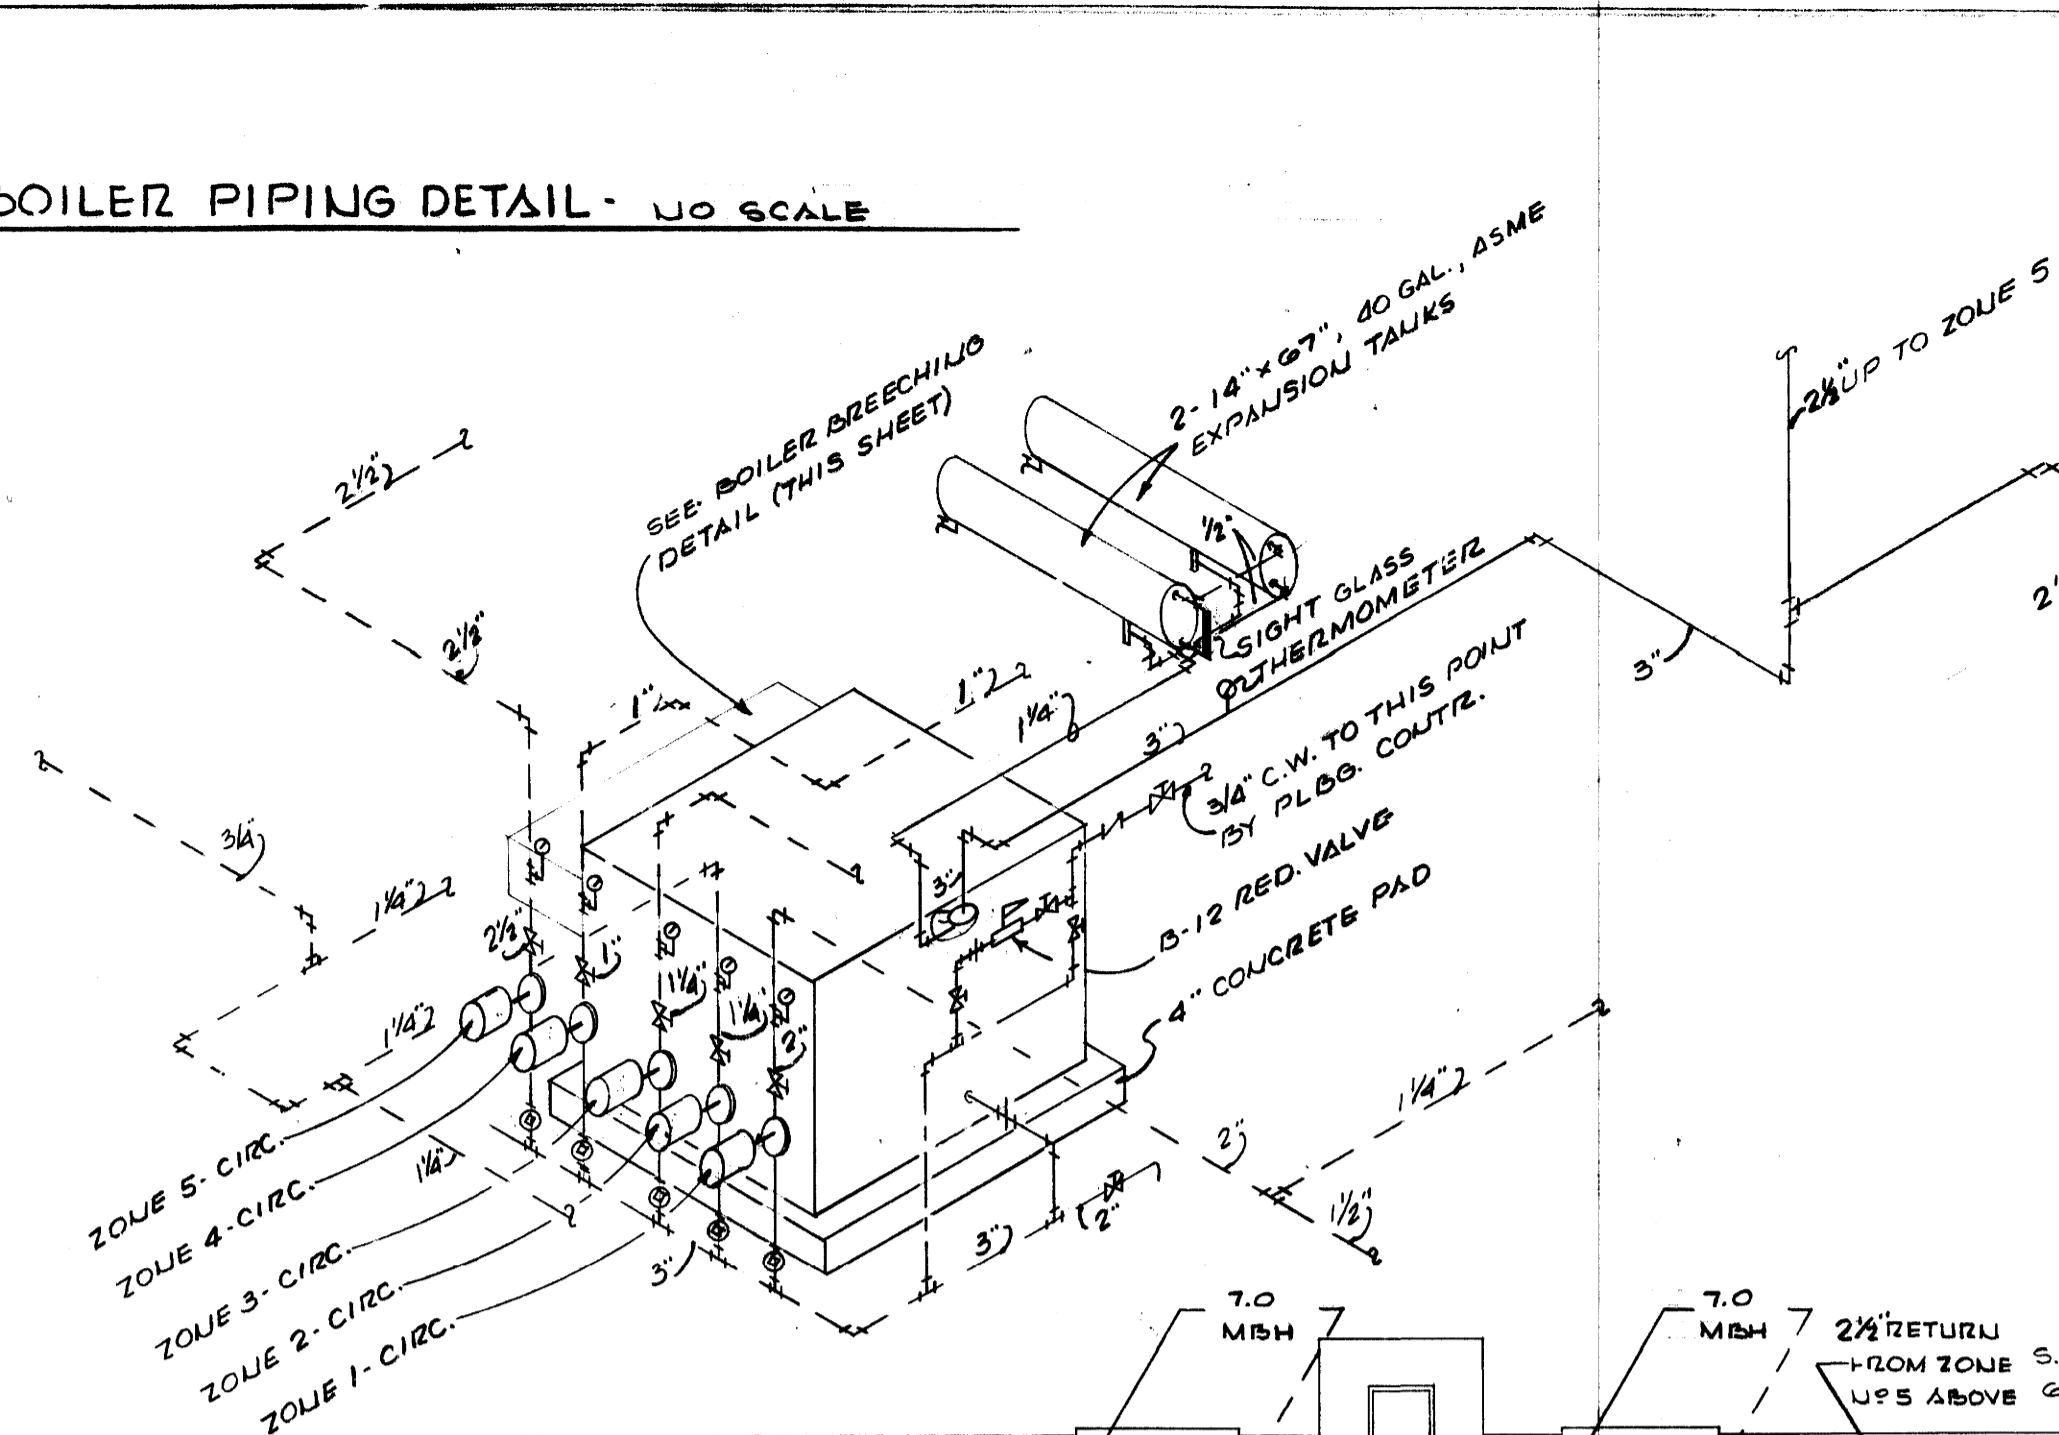 BOILER PIPING DETAIL - NO SCALE
2-14"x67", 40 GAL., ASME
EXPANSION TANKS
2½" UP TO ZONE 5
SEE BOILER BREECHING
DETAIL (THIS SHEET)
2½"
½"
SIGHT GLASS
THERMOMETER
2½"
3"
2"
1"
1"
1¼"
3"
3/4" C.W. TO THIS POINT
BY PLBG. CONTR.
3/4"
B-12 RED. VALVE
1¼"
3"
4" CONCRETE PAD
2½"
1"
1¼"
1¼"
2"
1¼"
1¼"
1¼"
2"
1½"
2"
3"
3"
ZONE 5-CIRC.
ZONE 4-CIRC.
ZONE 3-CIRC.
ZONE 2-CIRC.
ZONE 1-CIRC.
7.0
MBH
7.0
MBH
2½" RETURN
FROM ZONE
Nº 5 ABOVE